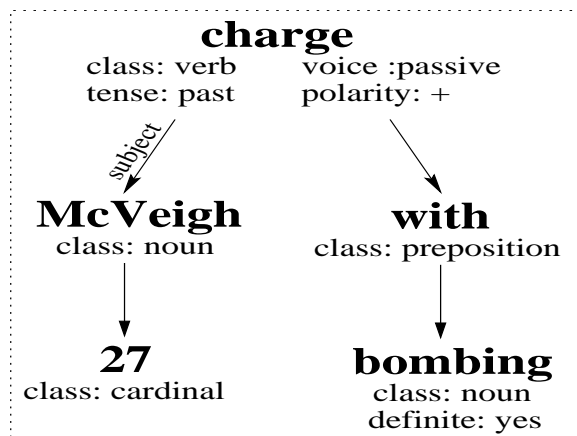 charge
class: verb voice :passive
tense: past polarity: +
subject
McVeigh with
class: noun class: preposition
27 bombing
class: cardinal class: noun
definite: yes